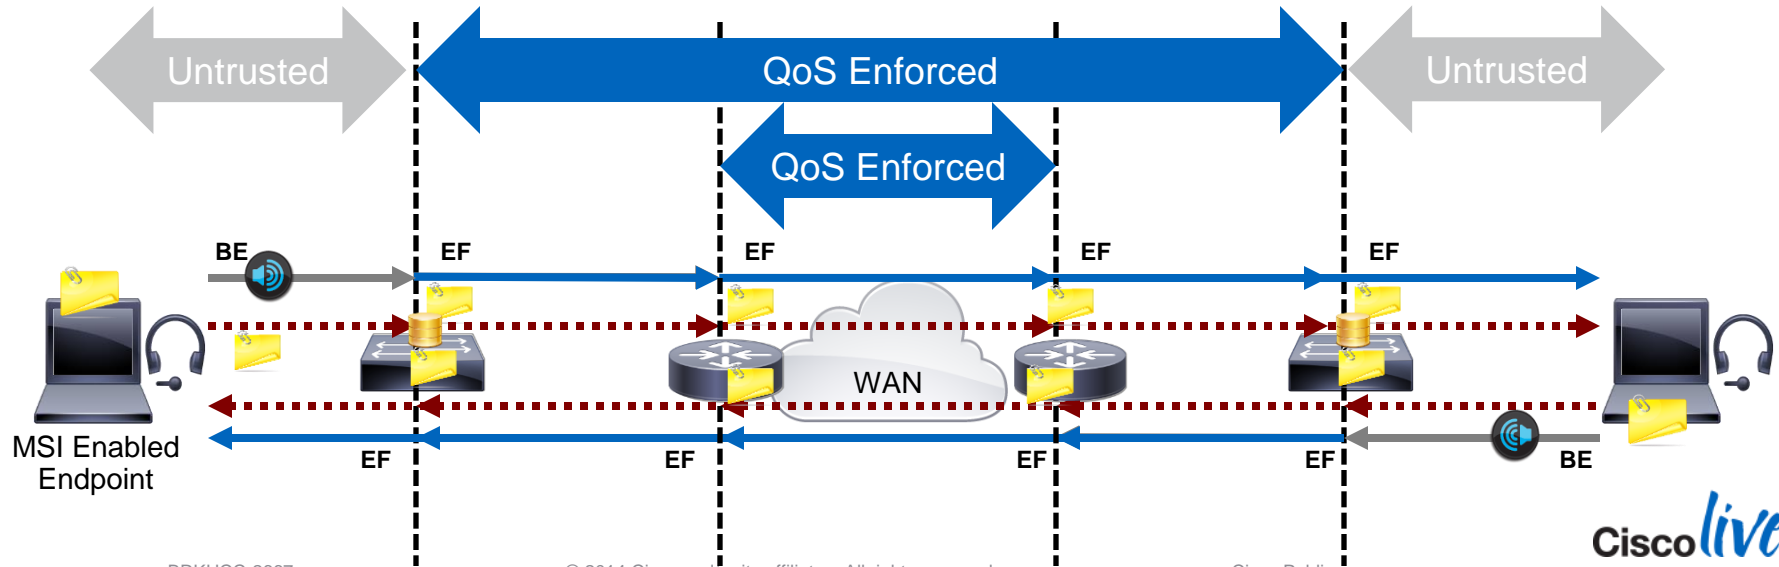 Untrusted
QoS Enforced
Untrusted
QoS Enforced
BE
EF
EF
EF
EF
WAN
MSI Enabled
Endpoint
EF
EF
EF
EF
BE
Cisco live